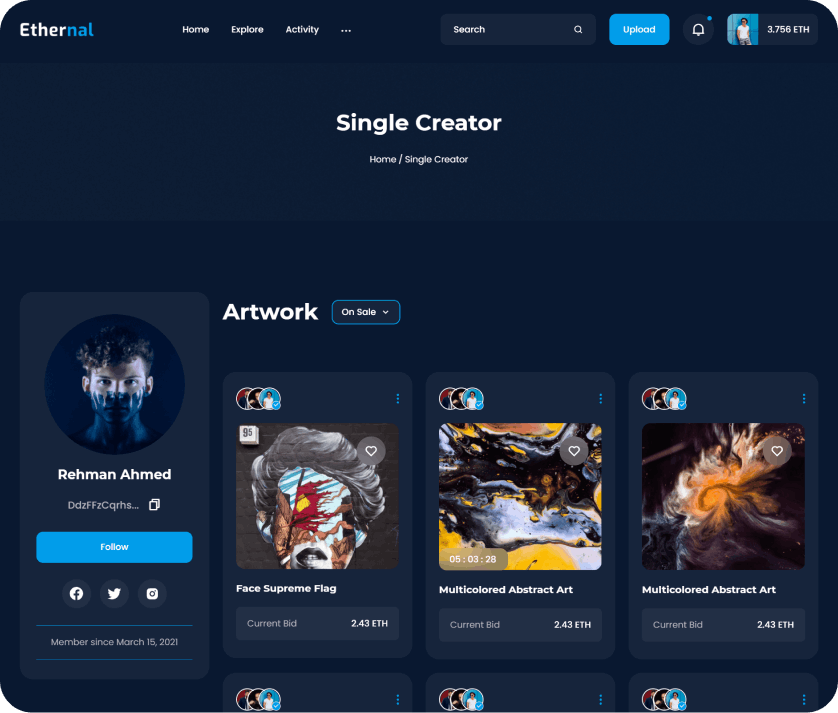 Ethernal
Home Explore Activity ...
Search
Upload
3.756 ETH
Single Creator
Home / Single Creator
Rehman Ahmed
DdzFFzCqrhs...
Follow
Member since March 15, 2021
Artwork
On Sale
95
Face Supreme Flag
Current Bid 2.43 ETH
05 : 03 : 28
Multicolored Abstract Art
Current Bid 2.43 ETH
Multicolored Abstract Art
Current Bid 2.43 ETH